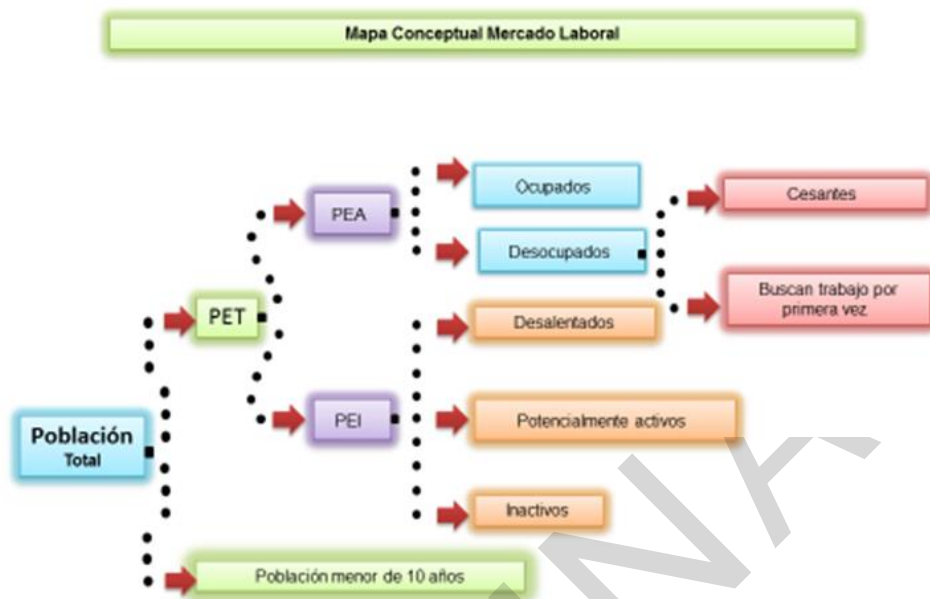 Mapa Conceptual Mercado Laboral
Ocupados
Cesantes
PEA
Desocupados
Buscan trabajo por
primera vez
PET
Desalentados
PEI
Potencialmente activos
Población
Total
Inactivos
Población menor de 10 años